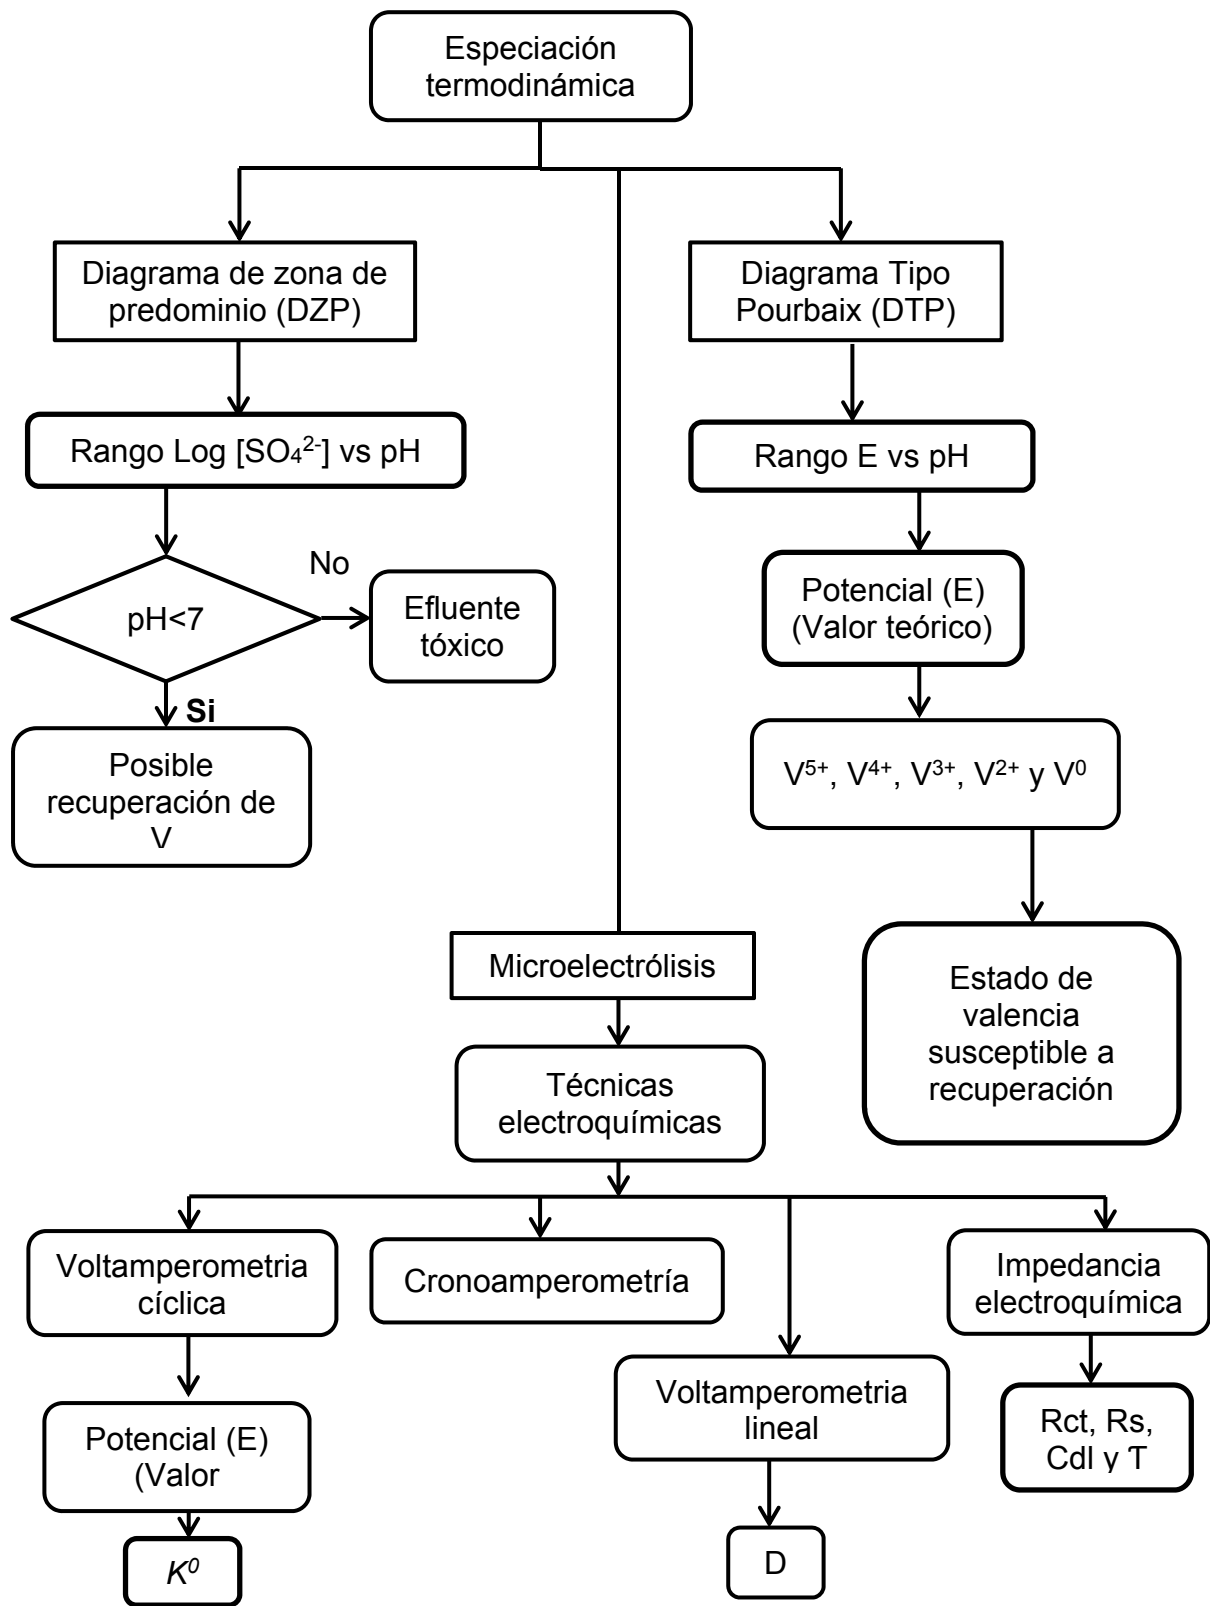 Especiación
termodinámica
Diagrama de zona de
predominio (DZP)
Diagrama Tipo
Pourbaix (DTP)
Rango Log [SO₄²⁻] vs pH
Rango E vs pH
No
pH<7
Efluente
tóxico
Potencial (E)
(Valor teórico)
Si
Posible
recuperación de
V
V⁵⁺, V⁴⁺, V³⁺, V²⁺ y V⁰
Microelectrólisis
Estado de
valencia
susceptible a
recuperación
Técnicas
electroquímicas
Voltamperometria
cíclica
Cronoamperometría
Impedancia
electroquímica
Voltamperometria
lineal
Potencial (E)
(Valor
Rct, Rs,
Cdl y Ƭ
K⁰
D